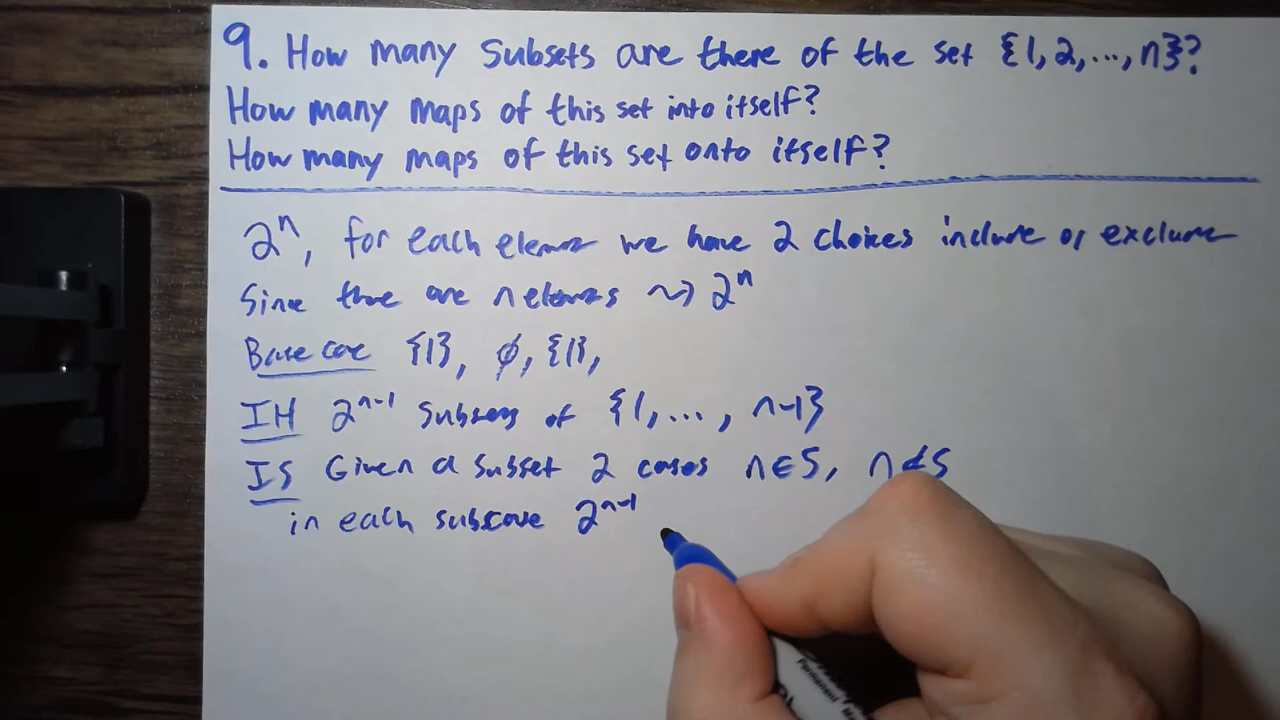 9. How many subsets are there of the set {1, 2, ..., n}?
How many maps of this set into itself?
How many maps of this set onto itself?
2^n, for each element we have 2 choices include or exclude
Since there are n elements ⇝ 2^n
Base case {1}, ∅, {1},
IH 2^{n-1} subsets of {1, ..., n-1}
IS Given a subset 2 cases n∈S, n∉S
in each subcase 2^{n-1}
Permanent